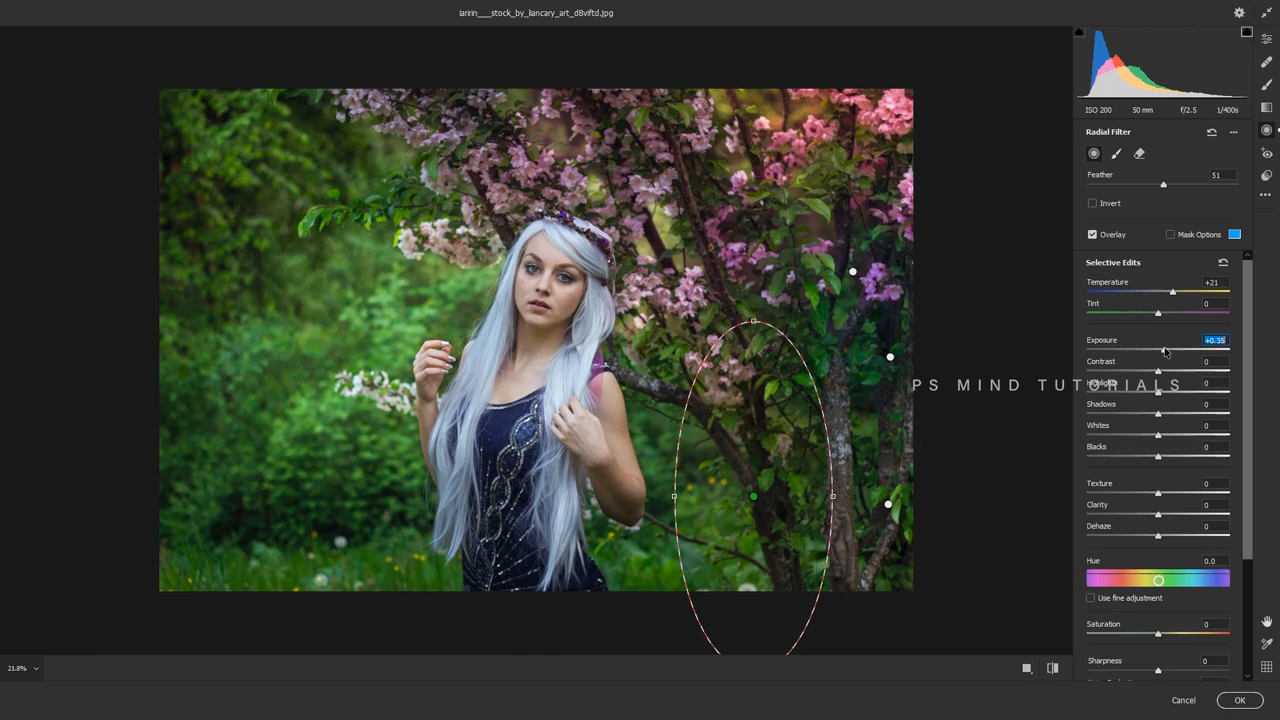 iaririn___stock_by_liancary_art_d8viftd.jpg
ISO 200 50 mm f/2.5 1/400s
Radial Filter
Feather 51
Invert
Overlay Mask Options
Selective Edits
Temperature +21
Tint 0
Exposure +0.35
Contrast 0
Highlights 0
PS MIND TUTORIALS
Shadows 0
Whites 0
Blacks 0
Texture 0
Clarity 0
Dehaze 0
Hue 0.0
Use fine adjustment
Saturation 0
Sharpness 0
21.8%
Cancel OK